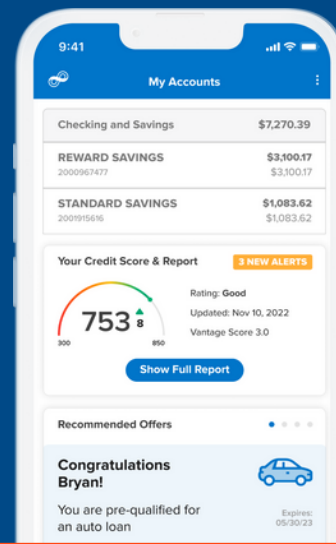 9:41
My Accounts
Checking and Savings $7,270.39
REWARD SAVINGS $3,100.17
2000967477 $3,100.17
STANDARD SAVINGS $1,083.62
2001915616 $1,083.62
Your Credit Score & Report 3 NEW ALERTS
Rating: Good
753 8 Updated: Nov 10, 2022
300 850 Vantage Score 3.0
Show Full Report
Recommended Offers
Congratulations
Bryan!
You are pre-qualified for Expires:
an auto loan 05/30/23